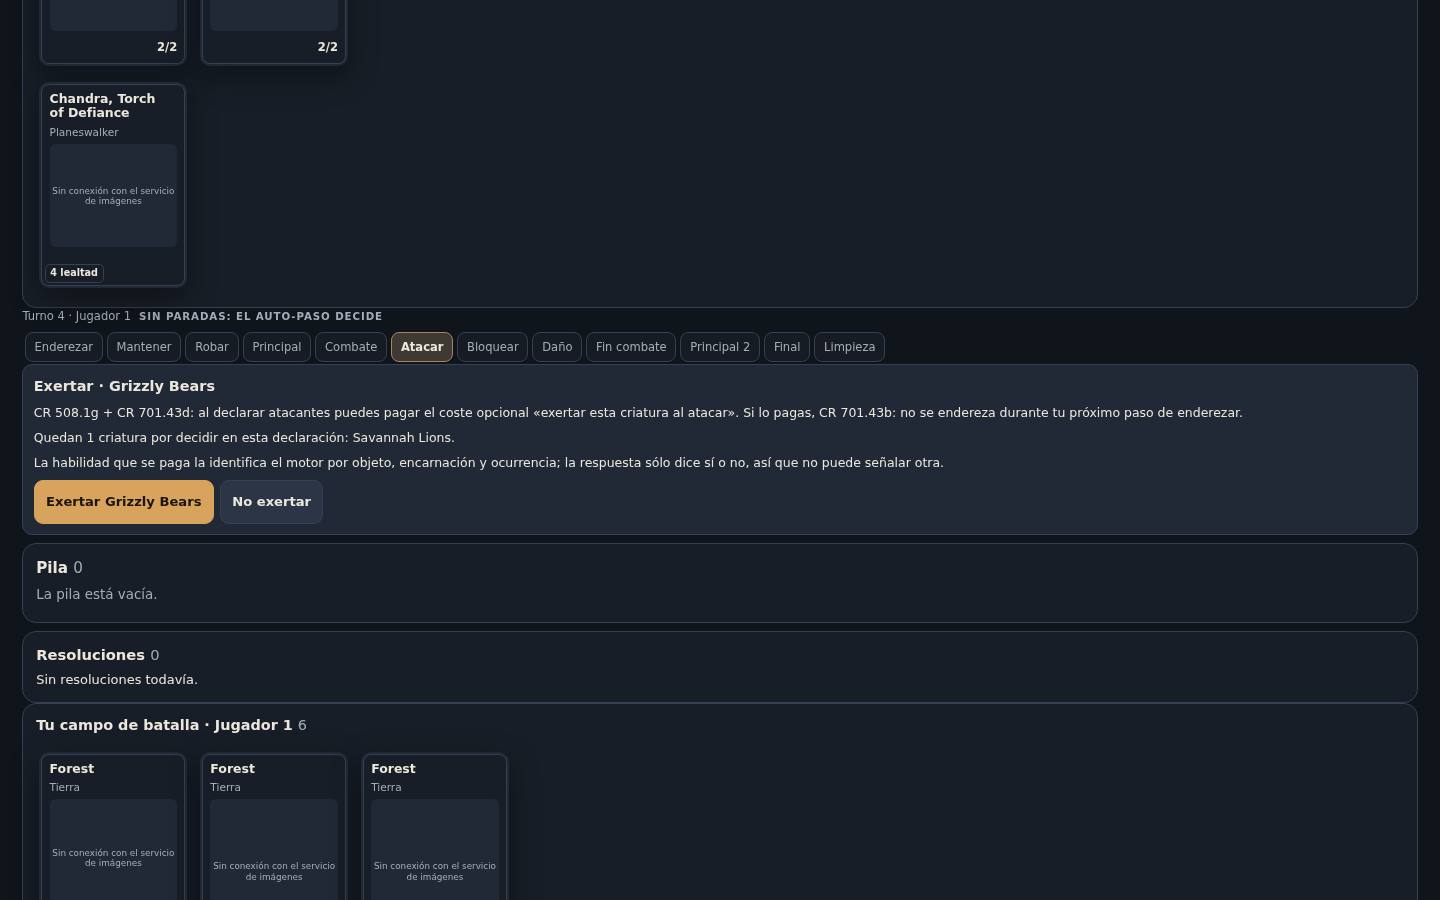 2/2
2/2
Chandra, Torch
of Defiance
Planeswalker
Sin conexión con el servicio
de imágenes
4 lealtad
Turno 4 · Jugador 1 SIN PARADAS: EL AUTO-PASO DECIDE
Enderezar Mantener Robar Principal Combate Atacar Bloquear Daño Fin combate Principal 2 Final Limpieza
Exertar · Grizzly Bears
CR 508.1g + CR 701.43d: al declarar atacantes puedes pagar el coste opcional «exertar esta criatura al atacar». Si lo pagas, CR 701.43b: no se endereza durante tu próximo paso de enderezar.
Quedan 1 criatura por decidir en esta declaración: Savannah Lions.
La habilidad que se paga la identifica el motor por objeto, encarnación y ocurrencia; la respuesta sólo dice sí o no, así que no puede señalar otra.
Exertar Grizzly Bears No exertar
Pila 0
La pila está vacía.
Resoluciones 0
Sin resoluciones todavía.
Tu campo de batalla · Jugador 1 6
Forest Forest Forest
Tierra Tierra Tierra
Sin conexión con el servicio
de imágenes
Sin conexión con el servicio
de imágenes
Sin conexión con el servicio
de imágenes